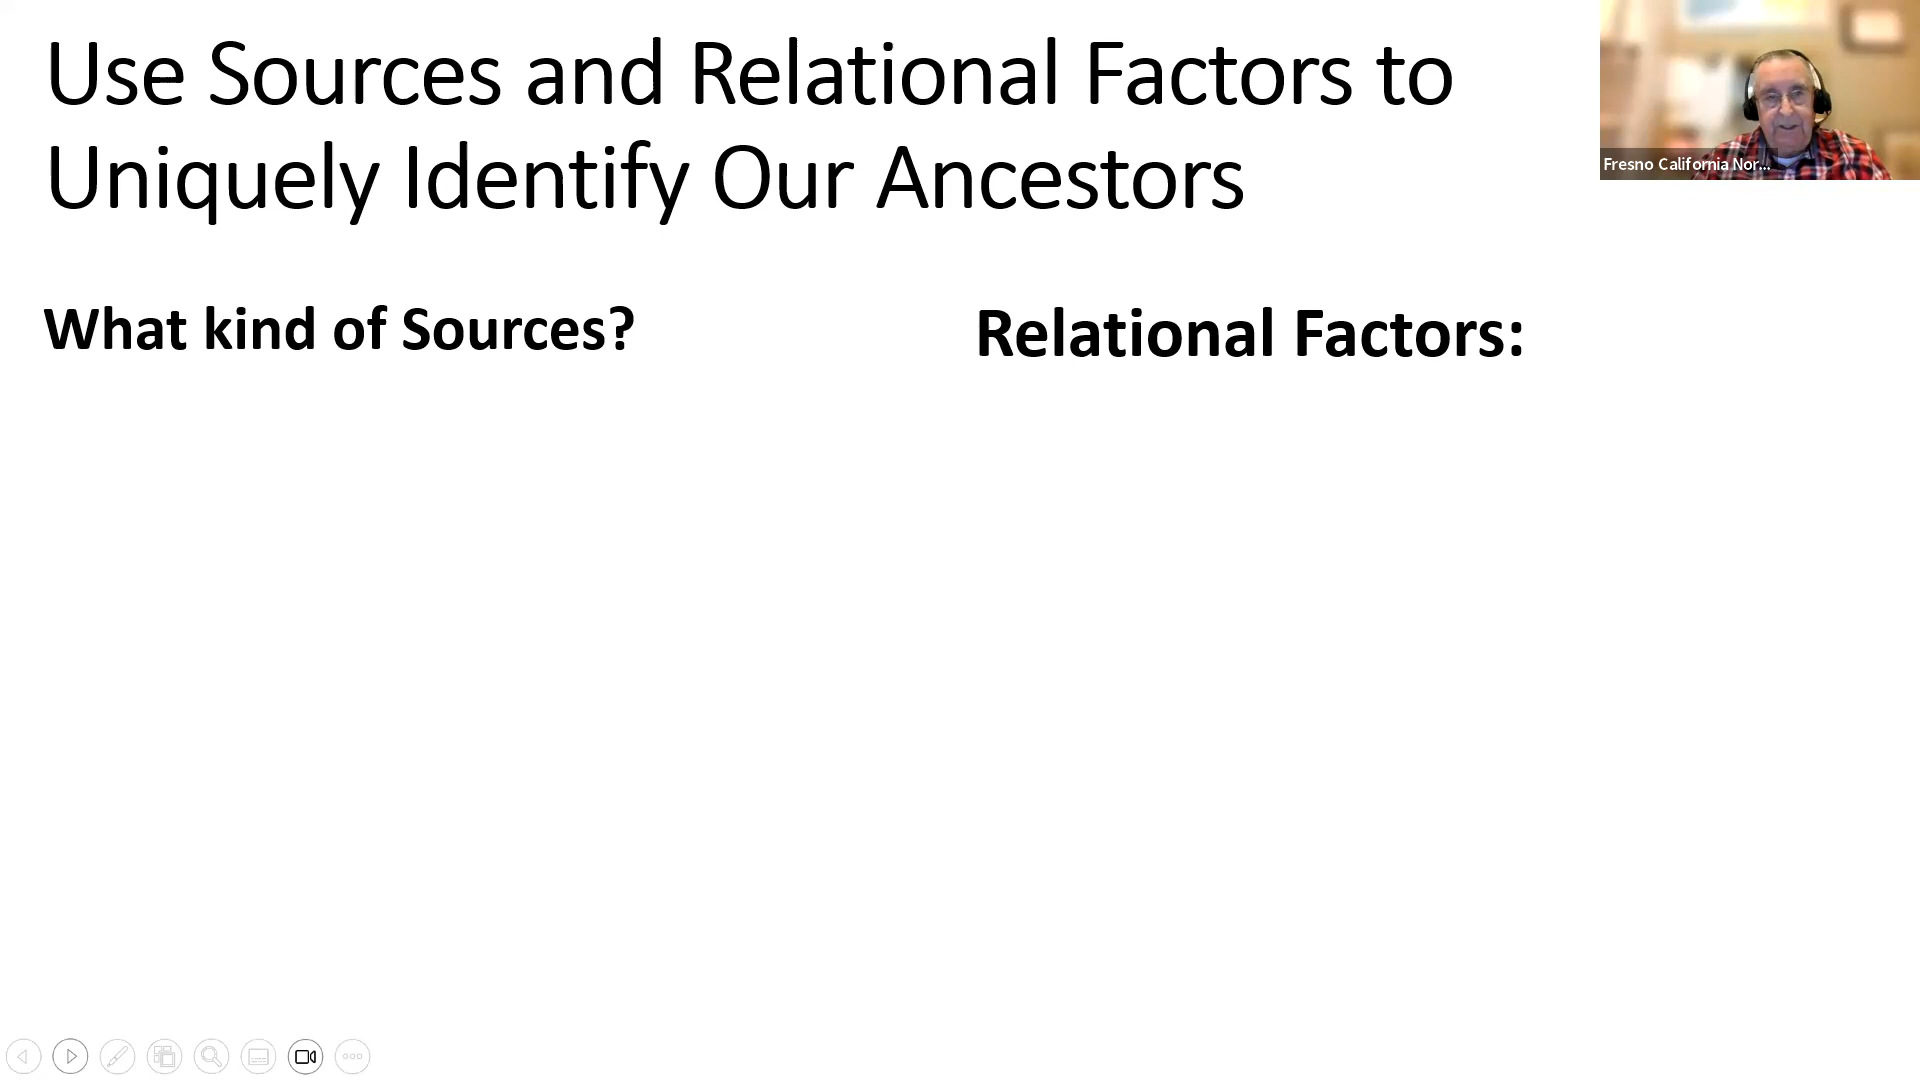 Use Sources and Relational Factors to
Uniquely Identify Our Ancestors
Fresno California Nor...
What kind of Sources?
Relational Factors: